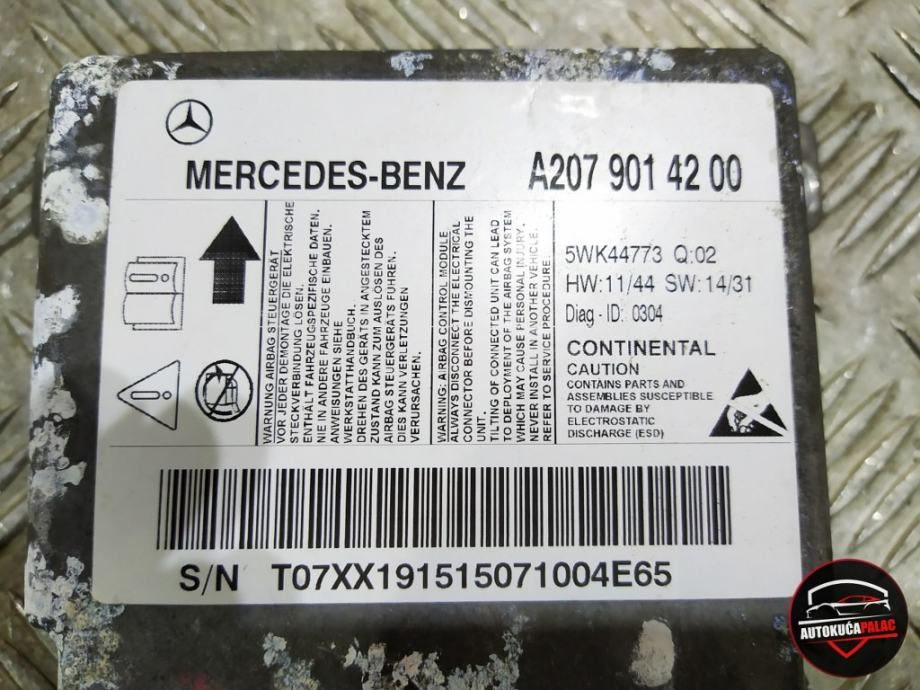 MERCEDES-BENZ A207 901 42 00
WARNUNG AIRBAG STEUERGERÄT
VOR JEDER DEMONTAGE DIE ELEKTRISCHE
STECKVERBINDUNG LÖSEN.
ENTHÄLT FAHRZEUGSPEZIFISCHE DATEN.
NIE IN ANDERE FAHRZEUGE EINBAUEN.
ANWEISUNGEN SIEHE
WERKSTATTHANDBUCH.
DREHEN DES GERÄTS IN ANGESTECKTEM
ZUSTAND KANN ZUM AUSLÖSEN DES
AIRBAG STEUERGERÄTS FÜHREN.
DIES KANN VERLETZUNGEN
VERURSACHEN.
WARNING: AIRBAG CONTROL MODULE
ALWAYS DISCONNECT THE ELECTRICAL
CONNECTOR BEFORE DISMOUNTING
UNIT.
TILTING OF CONNECTED UNIT CAN LEAD
TO DEPLOYMENT OF THE AIRBAG SYSTEM
WHICH MAY CAUSE PERSONAL INJURY.
NEVER INSTALL IN ANOTHER VEHICLE.
REFER TO SERVICE PROCEDURE.
5WK44773 Q:02
HW:11/44 SW:14/31
Diag-ID: 0304
CONTINENTAL
CAUTION
CONTAINS PARTS AND
ASSEMBLIES SUSCEPTIBLE
TO DAMAGE BY
ELECTROSTATIC
DISCHARGE (ESD)
S/N T07XX191515071004E65
AUTOKUĆAPALAC